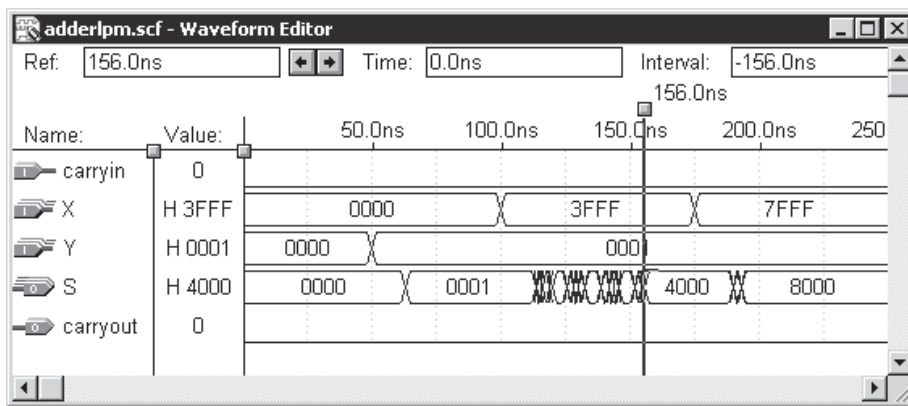 adderlpm.scf - Waveform Editor
Ref: 156.0ns Time: 0.0ns Interval: -156.0ns
156.0ns
Name: Value: 50.0ns 100.0ns 150.0ns 200.0ns 250
carryin 0
X H 3FFF 0000 3FFF 7FFF
Y H 0001 0000 0001
S H 4000 0000 0001 4000 8000
carryout 0